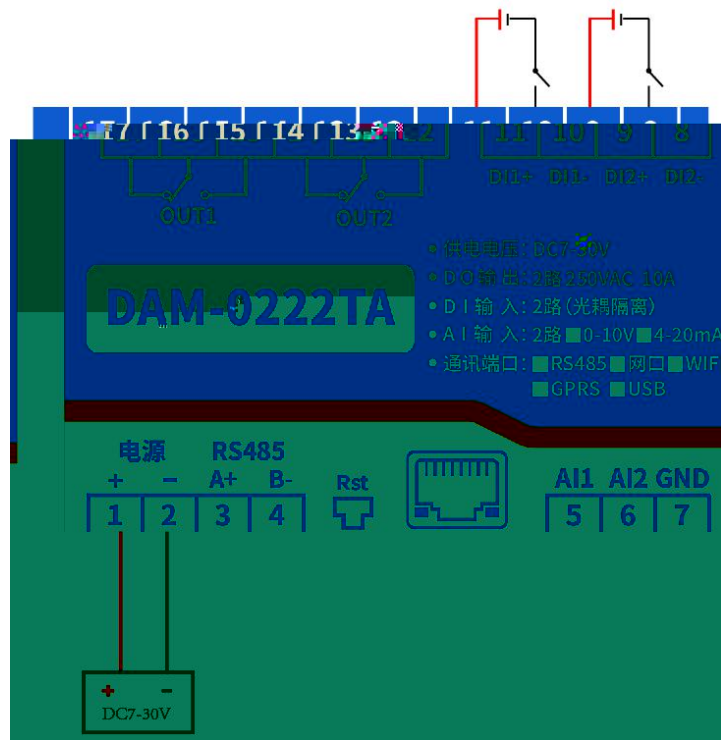 17 16 15 14 13 12 11 10 9 8
DI1+ DI1- DI2+ DI2-
OUT1 OUT2
• 供电电压：DC7-30V
• DO输出：2路 250VAC 10A
DAM-0222TA
• DI输入：2路(光耦隔离)
• AI输入：2路 ■0-10V ■4-20mA
• 通讯端口：■RS485 ■网口 ■WIF
■GPRS ■USB
电源 RS485
+ - A+ B- Rst AI1 AI2 GND
1 2 3 4 5 6 7
+ -
DC7-30V